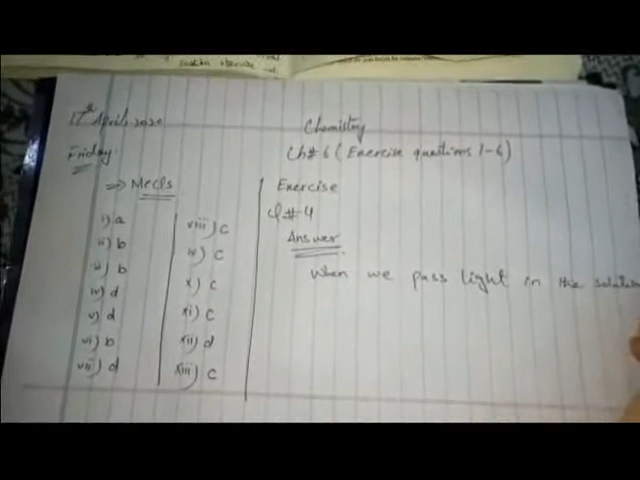 17th April, 2020
Friday.
Chemistry
Ch# 6 (Exercise questions 1-6)
=> Mcqs
i) a
ii) b
iii) b
iv) d
v) d
vi) b
vii) d
viii) c
ix) c
x) c
xi) c
xii) d
xiii) c
Exercise
Q#4
Answer
When we pass light in the solution